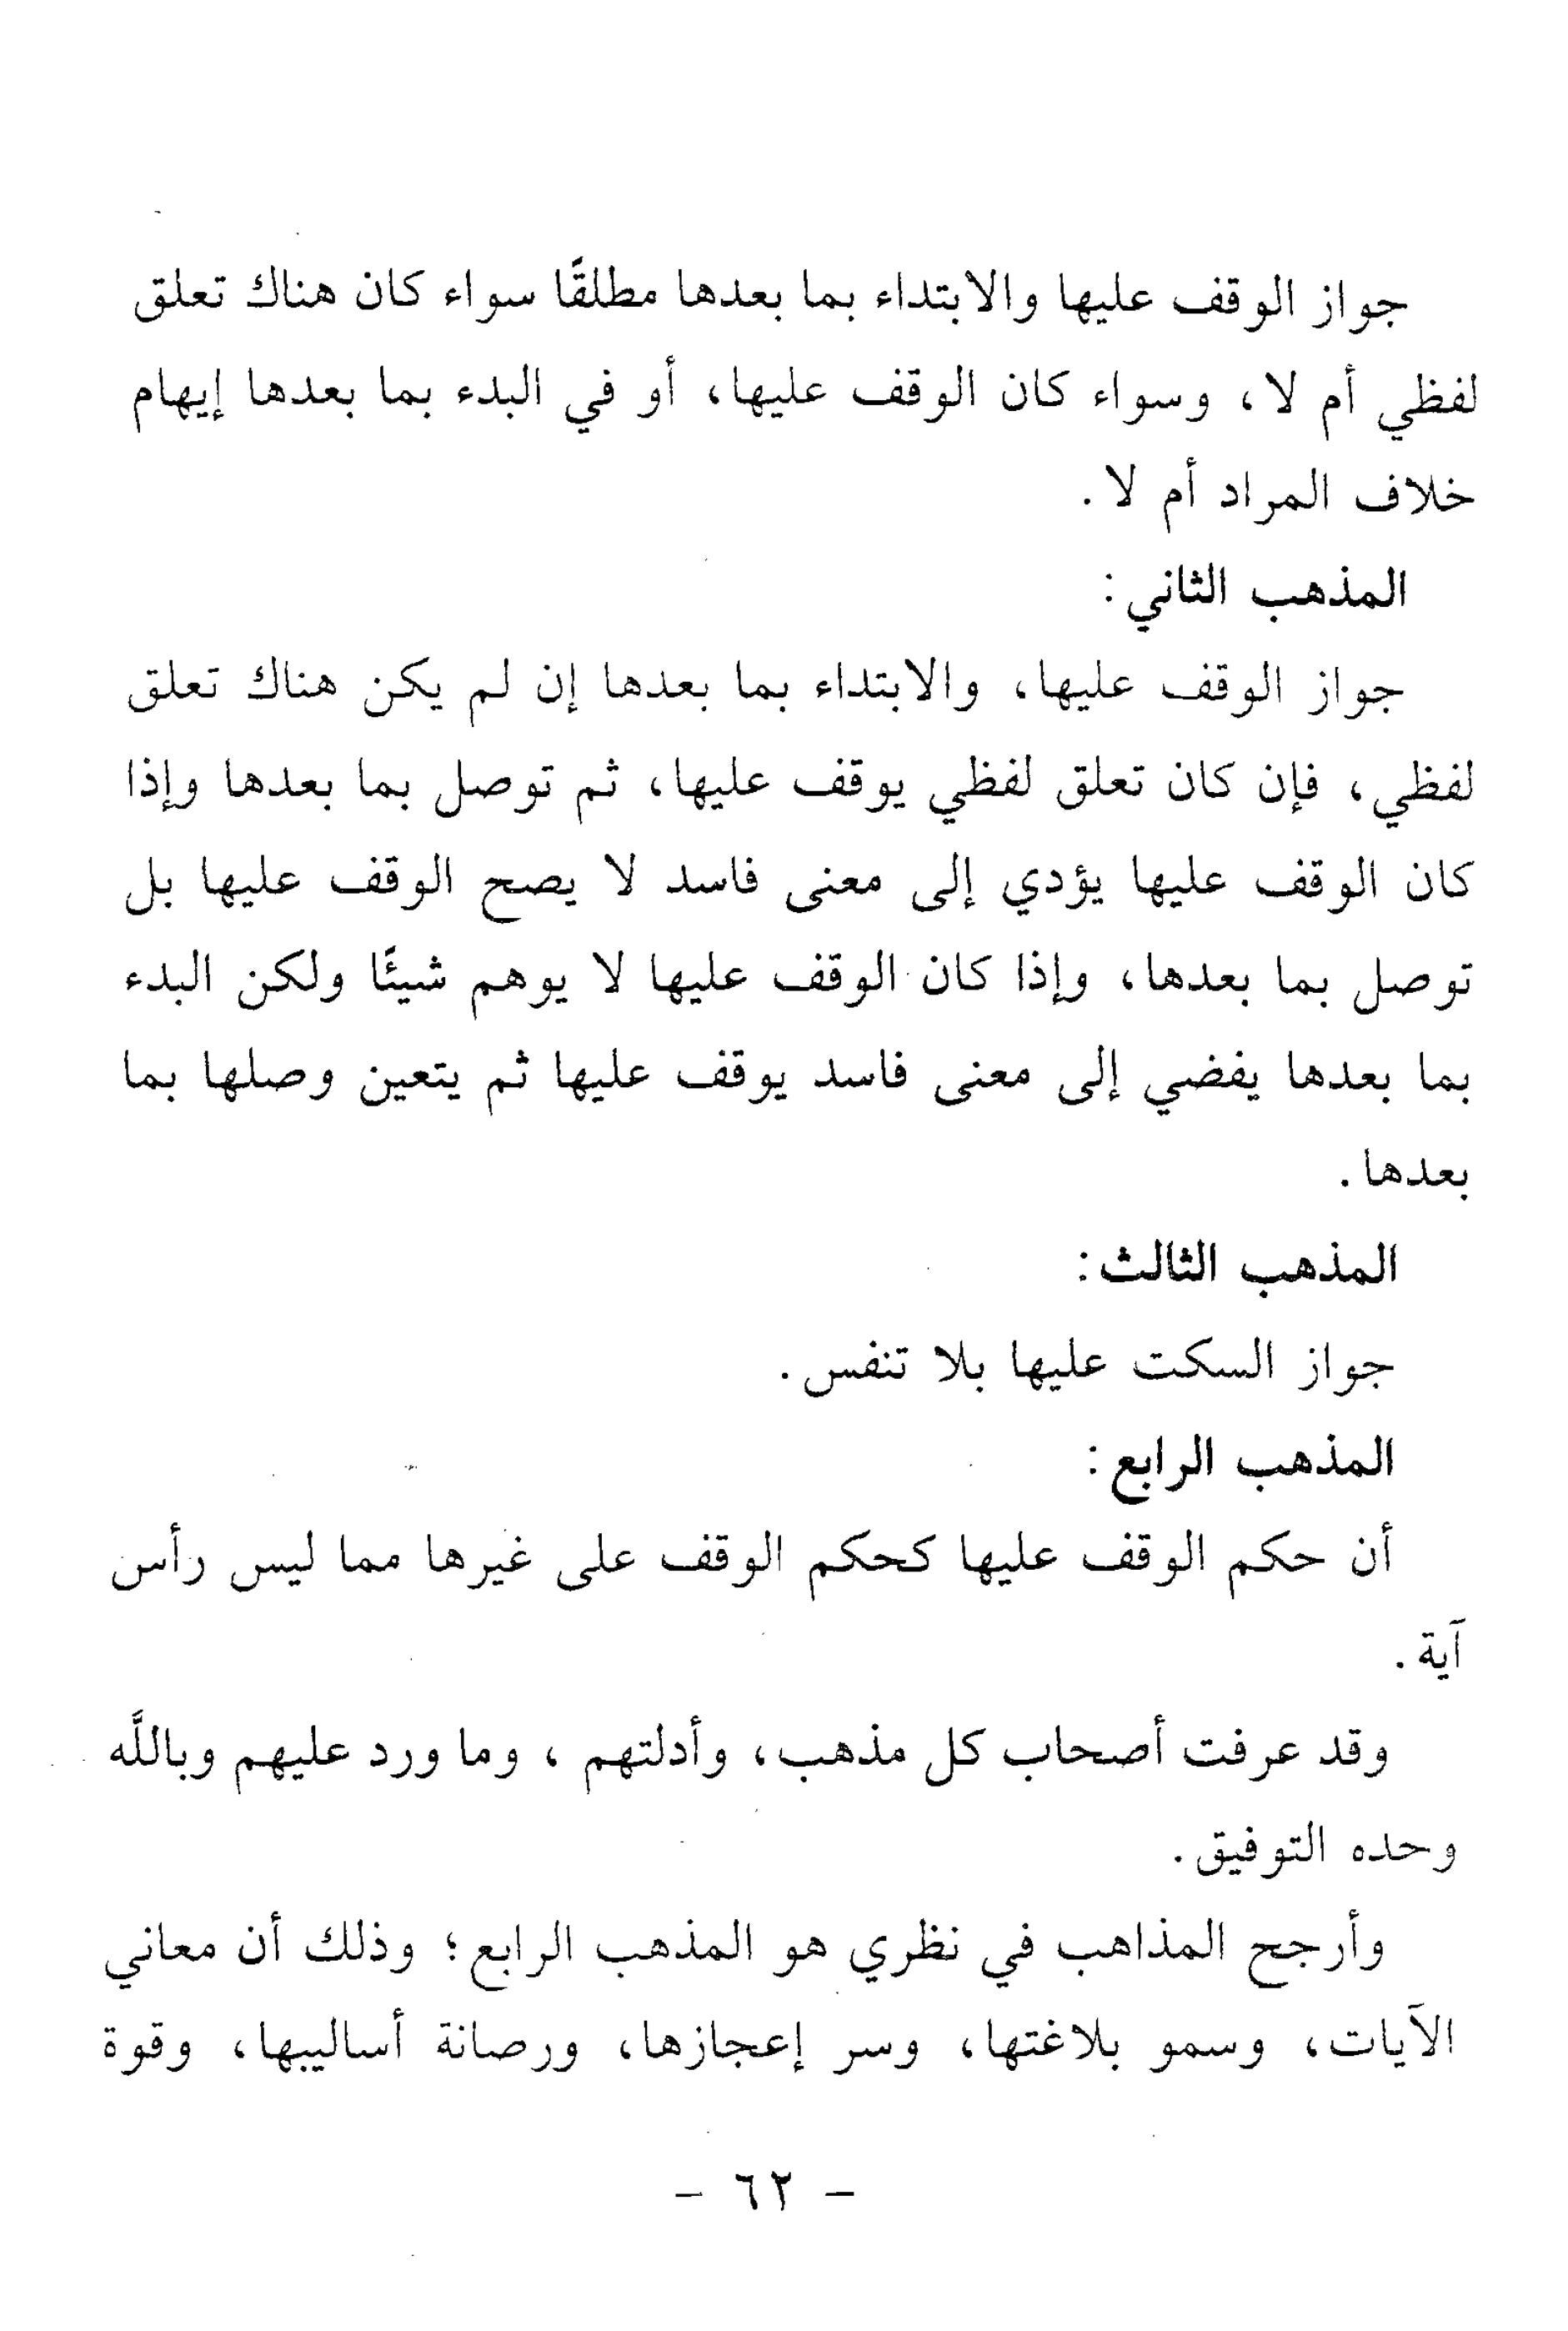 جواز الوقف عليها والابتداء بما بعدها مطلقًا سواء كان هناك تعلق
لفظي أم لا، وسواء كان الوقف عليها، أو في البدء بما بعدها إيهام
خلاف المراد أم لا.
المذهب الثاني:
جواز الوقف عليها، والابتداء بما بعدها إن لم يكن هناك تعلق
لفظي، فإن كان تعلق لفظي يوقف عليها، ثم توصل بما بعدها وإذا
كان الوقف عليها يؤدي إلى معنى فاسد لا يصح الوقف عليها بل
توصل بما بعدها، وإذا كان الوقف عليها لا يوهم شيئًا ولكن البدء
بما بعدها يفضي إلى معنى فاسد يوقف عليها ثم يتعين وصلها بما
بعدها.
المذهب الثالث:
جواز السكت عليها بلا تنفس.
المذهب الرابع:
أن حكم الوقف عليها كحكم الوقف على غيرها مما ليس رأس
آية.
وقد عرفت أصحاب كل مذهب، وأدلتهم، وما ورد عليهم وباللَّه
وحده التوفيق.
وأرجح المذاهب في نظري هو المذهب الرابع؛ وذلك أن معاني
الآيات، وسمو بلاغتها، وسر إعجازها، ورصانة أساليبها، وقوة
- ٦٢ -